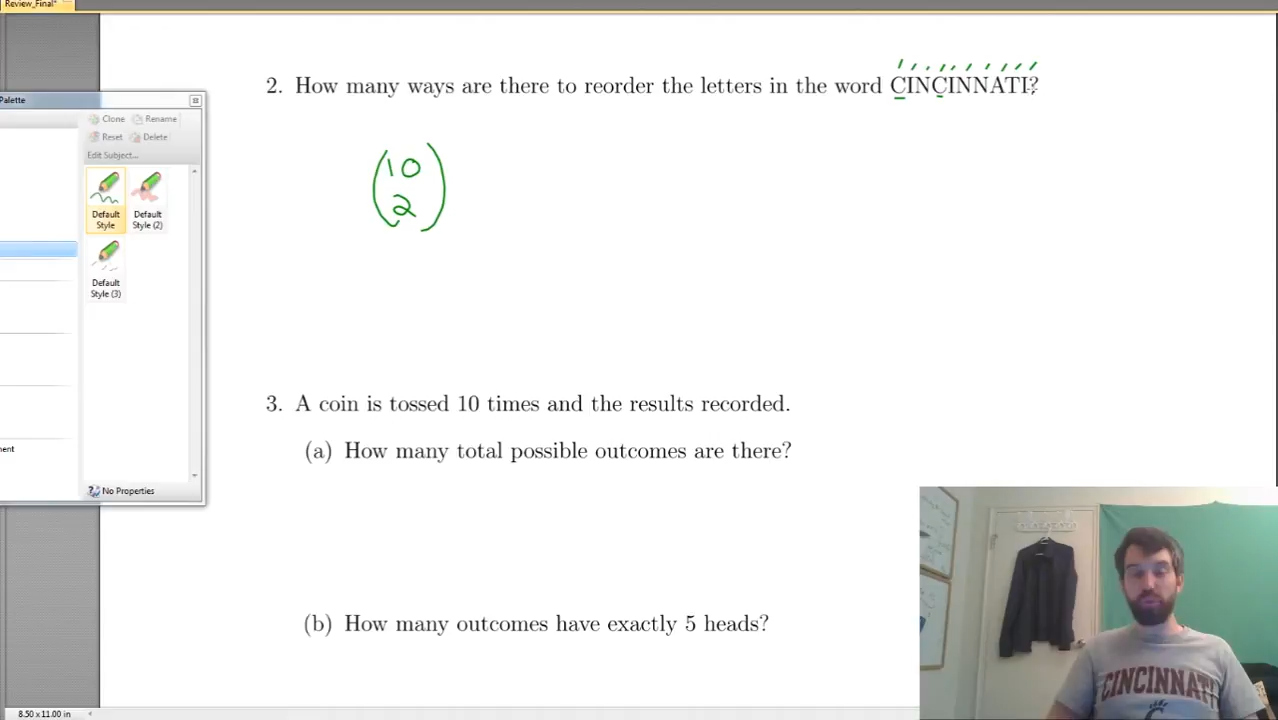 Review_Final*
2. How many ways are there to reorder the letters in the word CINCINNATI?
Palette
Clone Rename
Reset Delete
Edit Subject...
Default Style
Default Style (2)
Default Style (3)
ment
No Properties
(10
2)
3. A coin is tossed 10 times and the results recorded.
(a) How many total possible outcomes are there?
(b) How many outcomes have exactly 5 heads?
CINCINNATI
8.50 x 11.00 in